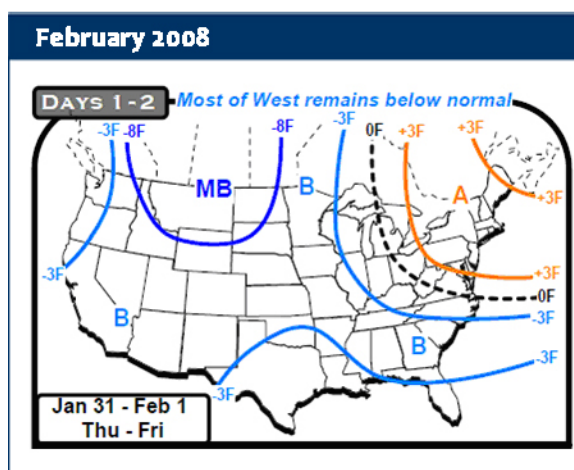 February 2008
DAYS 1-2 Most of West remains below normal
-3F -8F -8F -3F 0F +3F +3F
MB B A +3F
-3F +3F
0F
B -3F
B
-3F -3F
Jan 31 - Feb 1
Thu - Fri